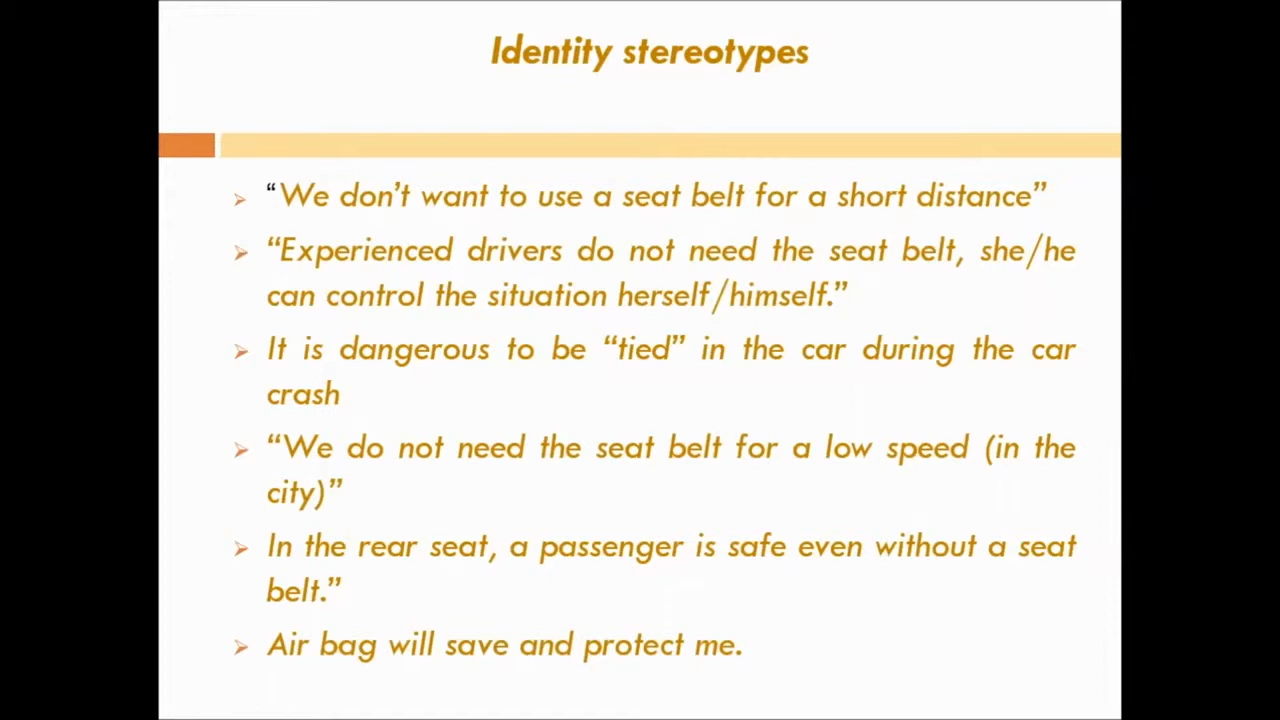 Identity stereotypes
“We don’t want to use a seat belt for a short distance”
“Experienced drivers do not need the seat belt, she/he
can control the situation herself/himself.”
It is dangerous to be “tied” in the car during the car
crash
“We do not need the seat belt for a low speed (in the
city)”
In the rear seat, a passenger is safe even without a seat
belt.”
Air bag will save and protect me.